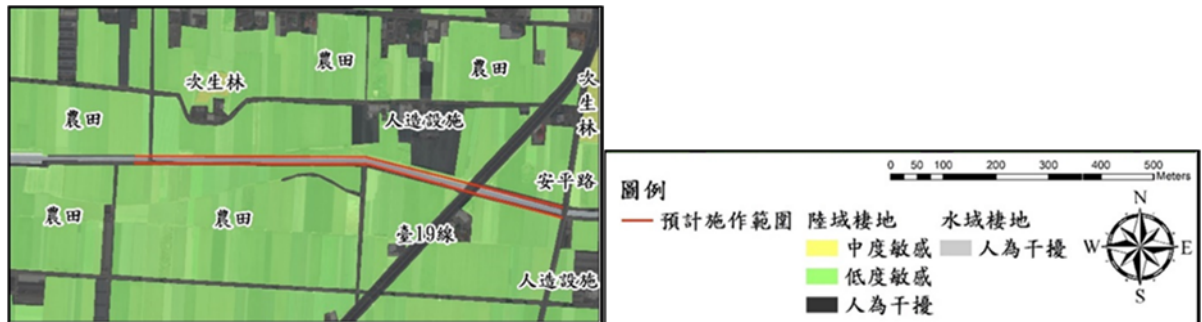 農田
農田
次生林
次生林
農田
人造設施
安平路
農田
農田
臺19線
人造設施
0 50 100 200 300 400 500
Meters
圖例
預計施作範圍
陸域棲地
中度敏感
低度敏感
人為干擾
水域棲地
人為干擾
N
W E
S